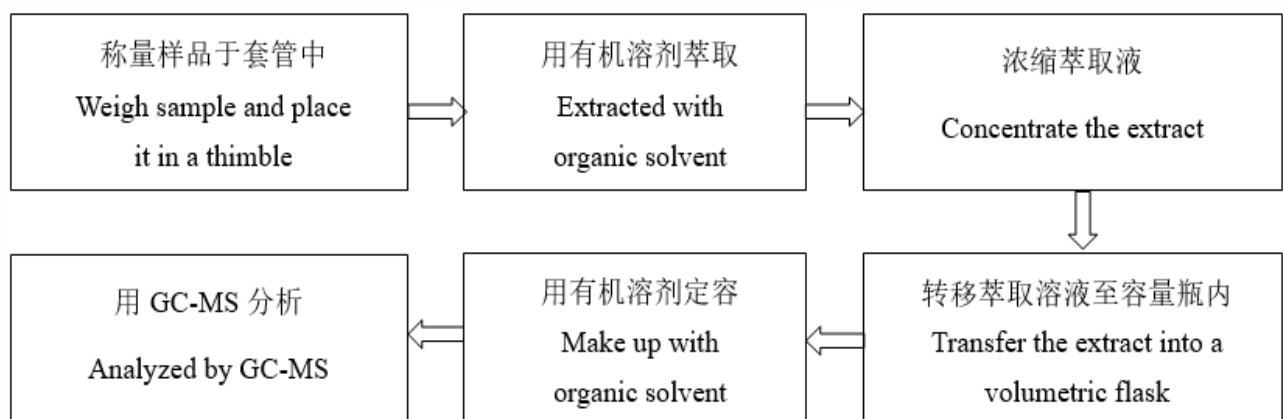 称量样品于套管中
Weigh sample and place
it in a thimble
用有机溶剂萃取
Extracted with
organic solvent
浓缩萃取液
Concentrate the extract
转移萃取溶液至容量瓶内
Transfer the extract into a
volumetric flask
用有机溶剂定容
Make up with
organic solvent
用 GC-MS 分析
Analyzed by GC-MS